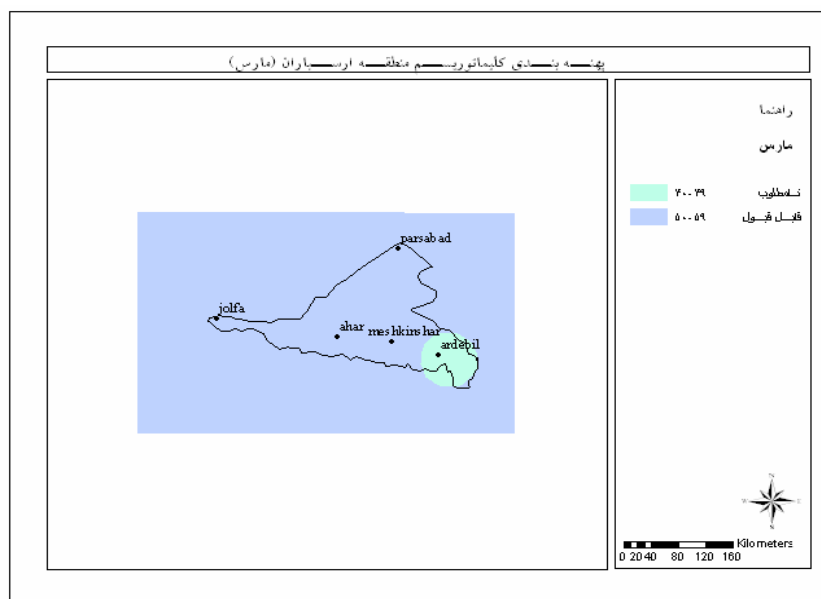 پهنه بندی کلیماتوریسم منطقه ارسباران (مارس)
راهنما
مارس
نامطلوب ۴۰-۴۹
قابل قبول ۵۰-۵۹
parsabad
jolfa
ahar
meshkinshar
ardebil
N
W
E
S
Kilometers
0 20 40 80 120 160